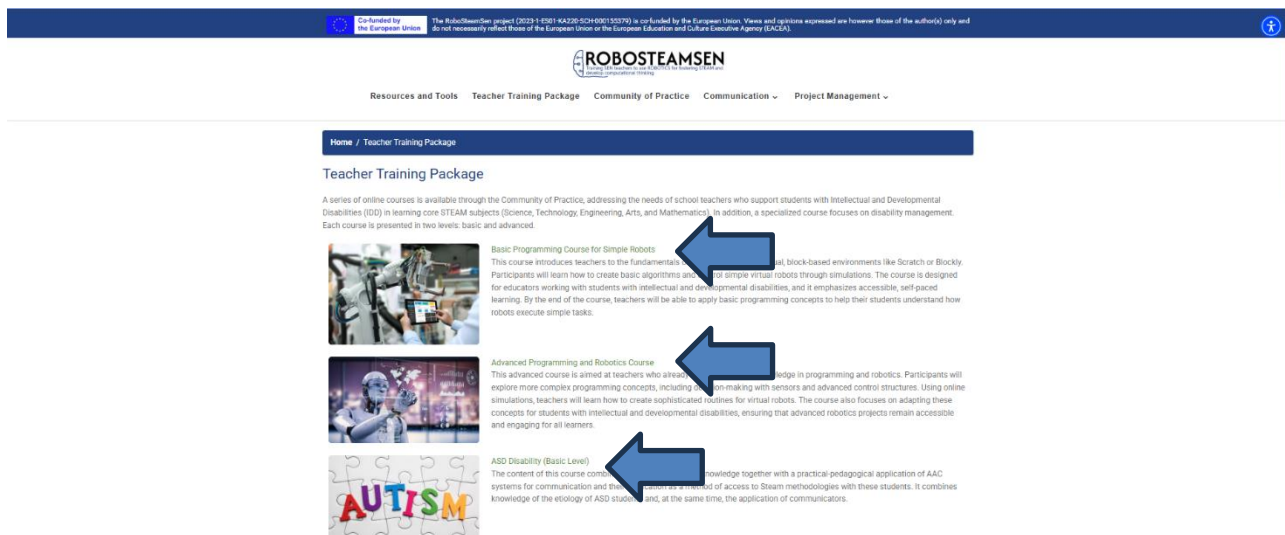 Co-funded by
the European Union
The RoboSteamSen project (2023-1-ES01-KA220-SCH-000155379) is co-funded by the European Union. Views and opinions expressed are however those of the author(s) only and
do not necessarily reflect those of the European Union or the European Education and Culture Executive Agency (EACEA).
ROBOSTEAMSEN
Training SEN teachers to use ROBOTICS for fostering STEAM and
develop computational thinking
Resources and Tools Teacher Training Package Community of Practice Communication Project Management
Home / Teacher Training Package
Teacher Training Package
A series of online courses is available through the Community of Practice, addressing the needs of school teachers who support students with Intellectual and Developmental
Disabilities (IDD) in learning core STEAM subjects (Science, Technology, Engineering, Arts, and Mathematics). In addition, a specialized course focuses on disability management.
Each course is presented in two levels: basic and advanced.
Basic Programming Course for Simple Robots
This course introduces teachers to the fundamentals block-based environments like Scratch or Blockly.
Participants will learn how to create basic algorithms and simple virtual robots through simulations. The course is designed
for educators working with students with intellectual and developmental disabilities, and it emphasizes accessible, self-paced
learning. By the end of the course, teachers will be able to apply basic programming concepts to help their students understand how
robots execute simple tasks.
Advanced Programming and Robotics Course
This advanced course is aimed at teachers who already in programming and robotics. Participants will
explore more complex programming concepts, including with sensors and advanced control structures. Using online
simulations, teachers will learn how to create sophisticated routines for virtual robots. The course also focuses on adapting these
concepts for students with intellectual and developmental disabilities, ensuring that advanced robotics projects remain accessible
and engaging for all learners.
AUTISM
ASD Disability (Basic Level)
The content of this course knowledge together with a practical-pedagogical application of AAC
systems for communication and as a method of access to Steam methodologies with these students. It combines
knowledge of the etiology of ASD and, at the same time, the application of communicators.